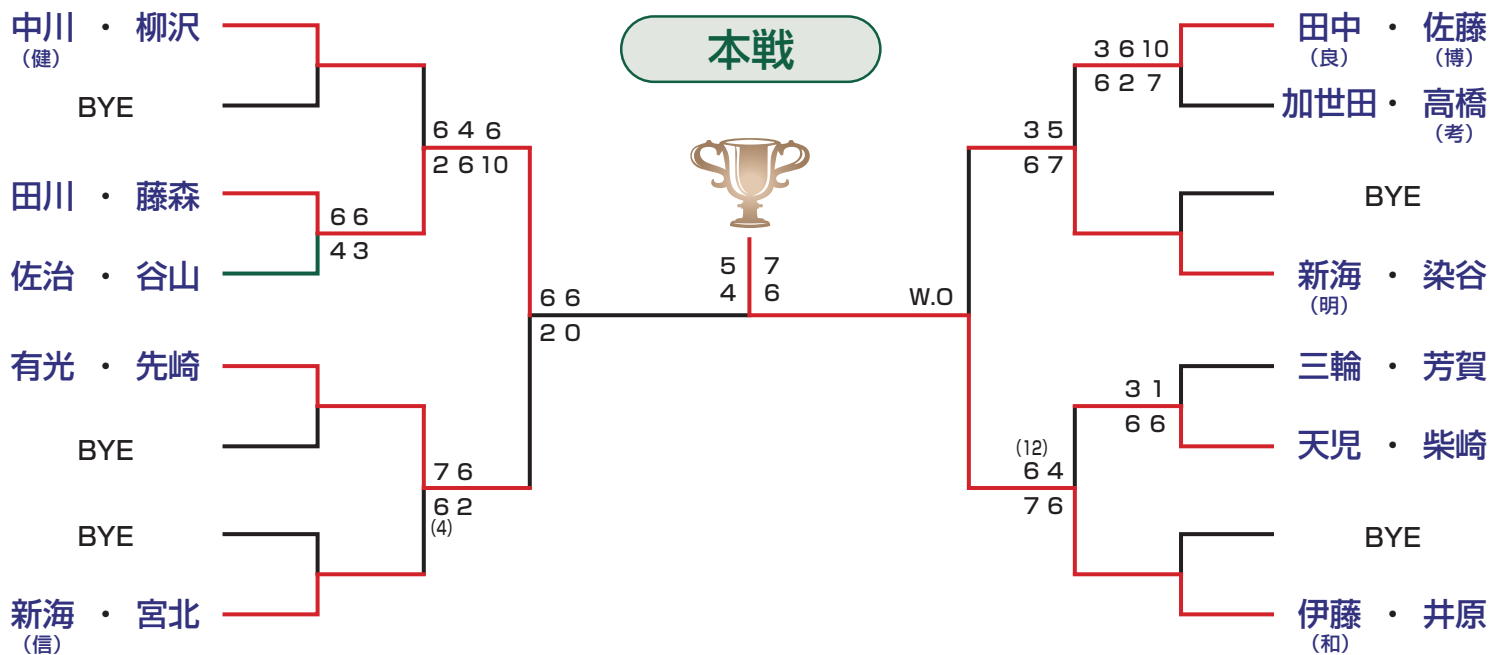 本戦
中川 ・ 柳沢
（健）
BYE
6 4 6
2 6 10
田川 ・ 藤森
6 6
4 3
佐治 ・ 谷山
6 6
2 0
有光 ・ 先崎
BYE
7 6
6 2
(4)
BYE
新海 ・ 宮北
（信）
5 7
4 6
W.O
田中 ・ 佐藤
（良） （博）
3 6 10
6 2 7
加世田・ 高橋
（考）
3 5
6 7
BYE
新海 ・ 染谷
（明）
三輪 ・ 芳賀
3 1
6 6
天児 ・ 柴崎
(12)
6 4
7 6
BYE
伊藤 ・ 井原
（和）